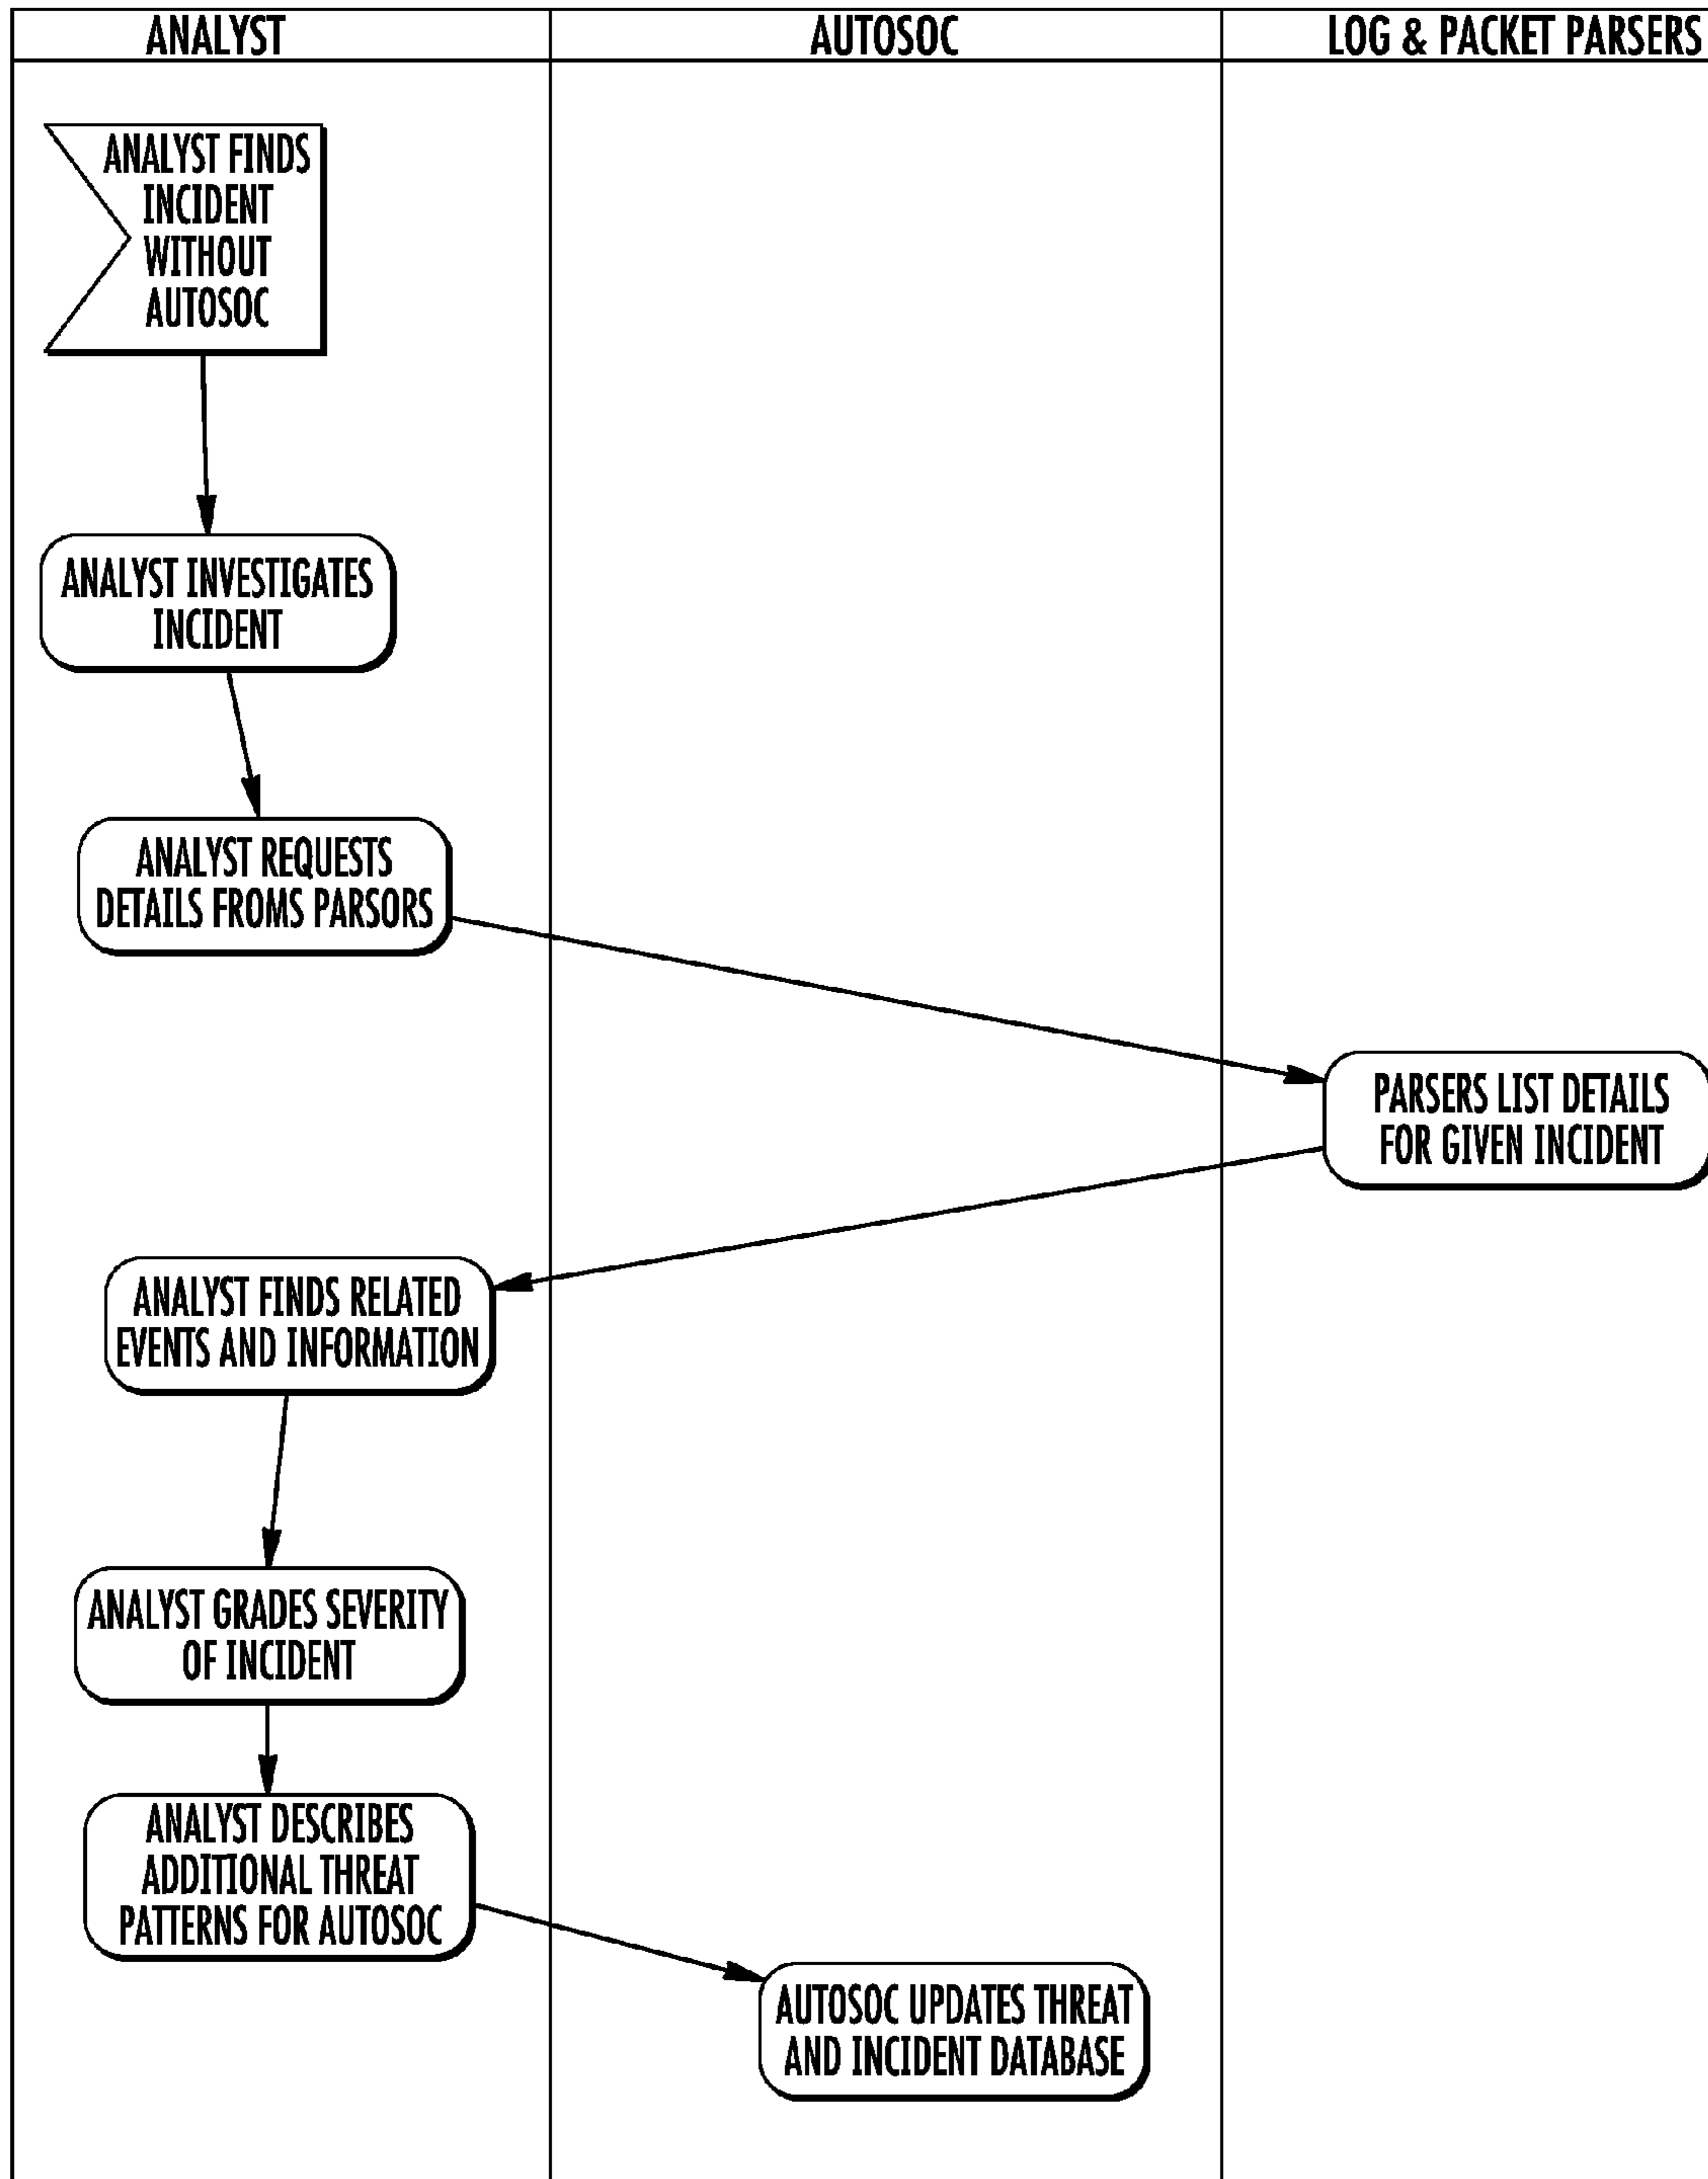 ANALYST
AUTOSOC
LOG & PACKET PARSERS
ANALYST FINDS
INCIDENT
WITHOUT
AUTOSOC
ANALYST INVESTIGATES
INCIDENT
ANALYST REQUESTS
DETAILS FROMS PARSORS
PARSERS LIST DETAILS
FOR GIVEN INCIDENT
ANALYST FINDS RELATED
EVENTS AND INFORMATION
ANALYST GRADES SEVERITY
OF INCIDENT
ANALYST DESCRIBES
ADDITIONAL THREAT
PATTERNS FOR AUTOSOC
AUTOSOC UPDATES THREAT
AND INCIDENT DATABASE